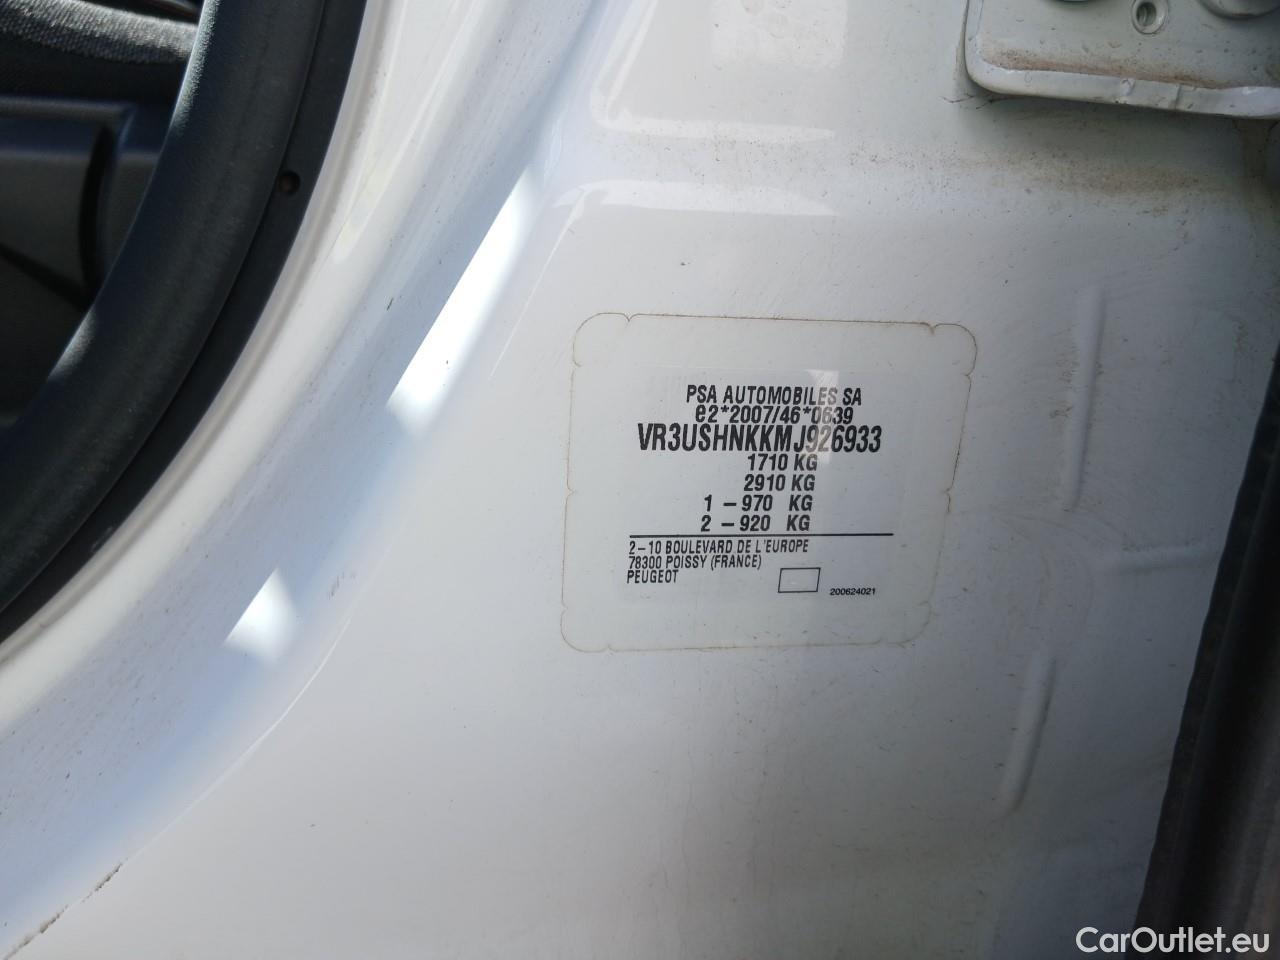 PSA AUTOMOBILES SA
e2*2007/46*0639
VR3USHNKKMJ926933
1710 KG
2910 KG
1 – 970 KG
2 – 920 KG
2-10 BOULEVARD DE L'EUROPE
78300 POISSY (FRANCE)
PEUGEOT
200624021
CarOutlet.eu